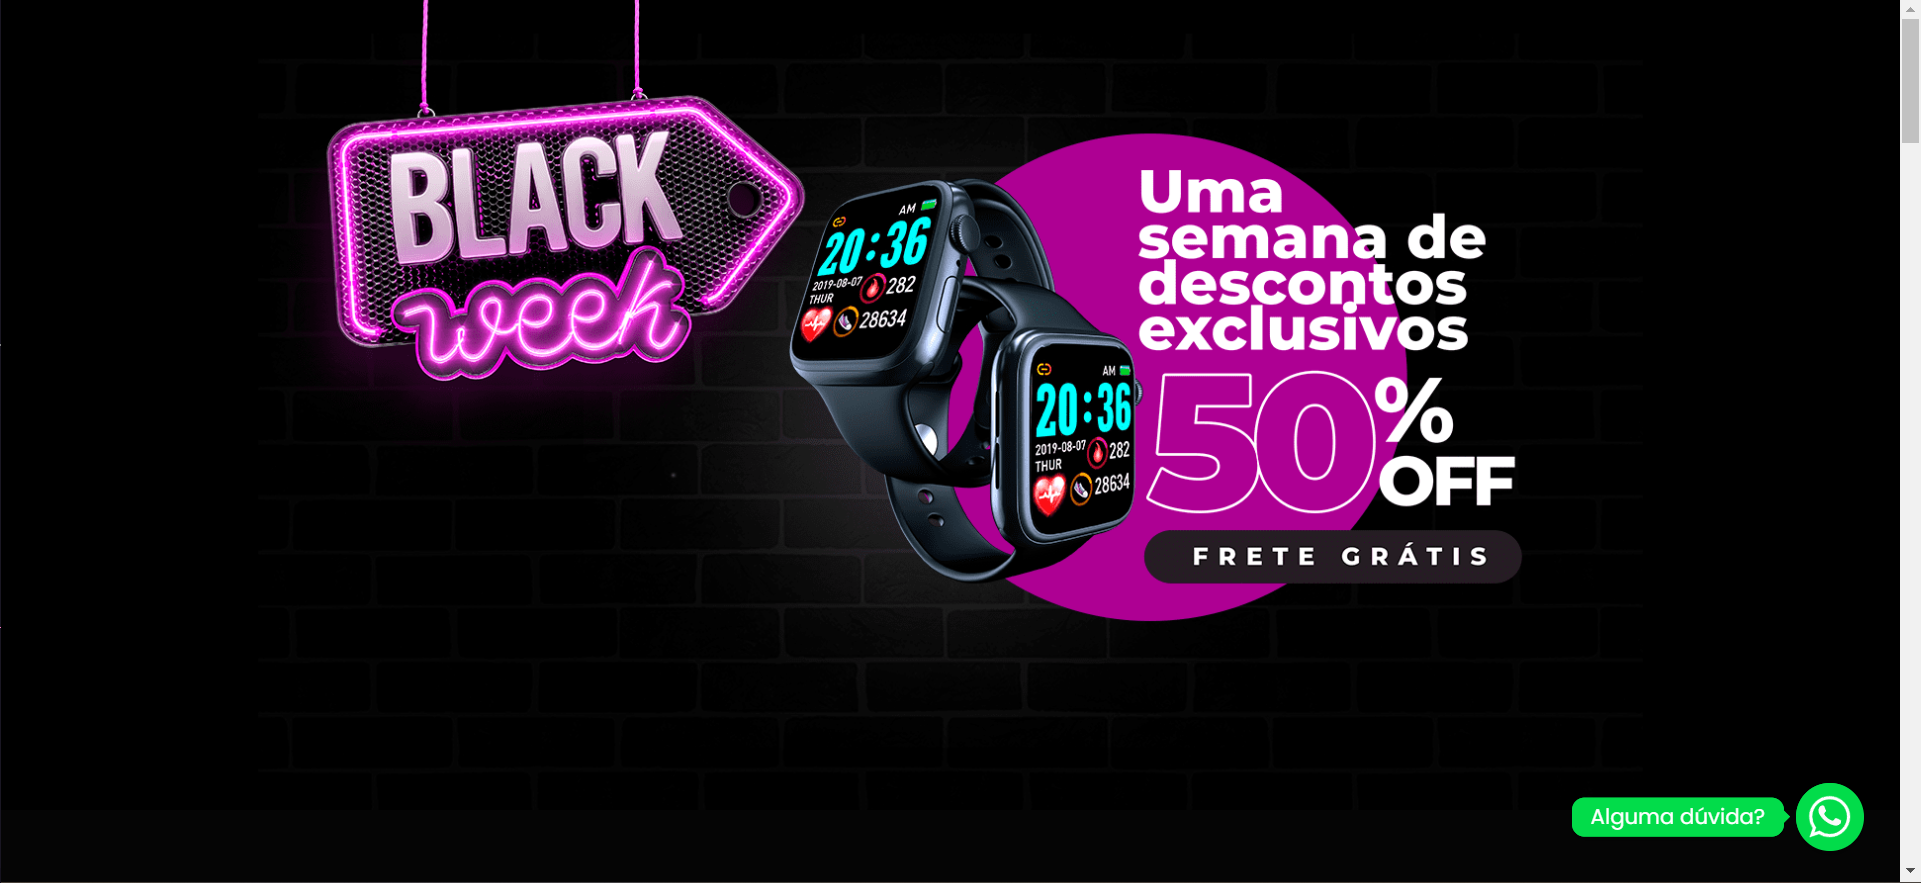 BLACK
week
AM
20:36
2019-08-07
THUR
282
28634
AM
20:36
2019-08-07
THUR
282
28634
Uma
semana de
descontos
exclusivos
50%
OFF
FRETE GRÁTIS
Alguma dúvida?